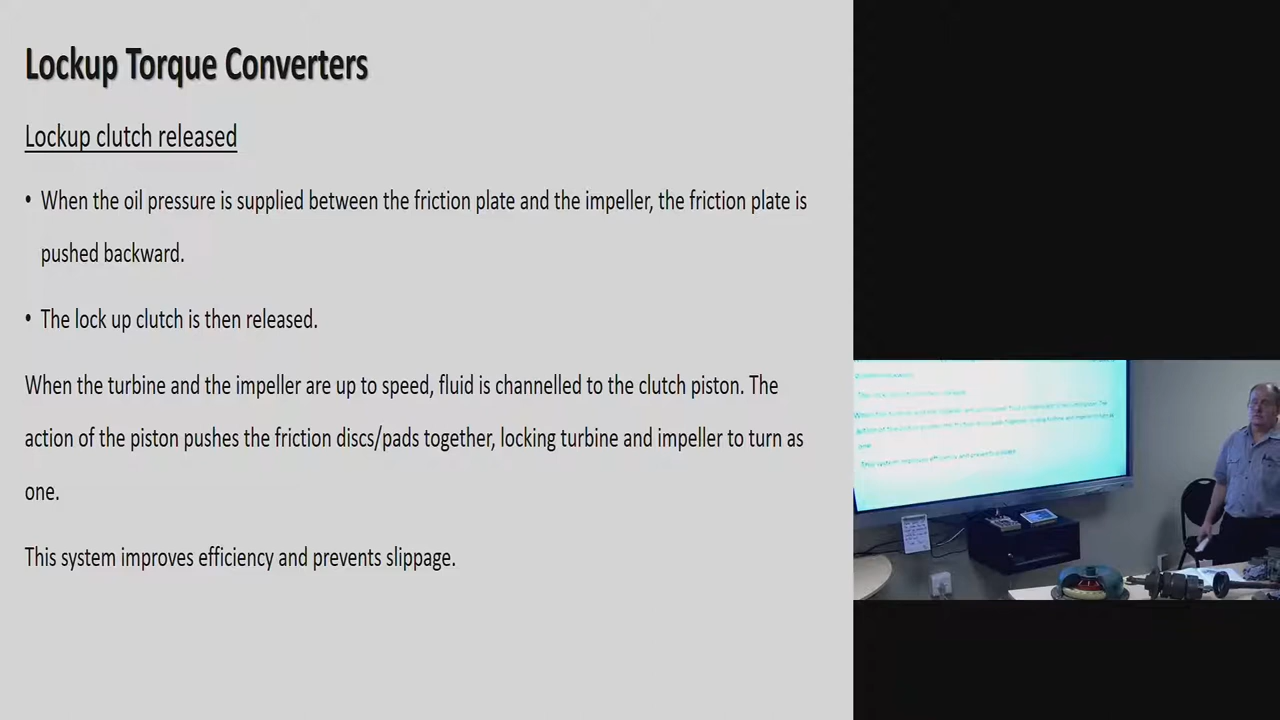 Lockup Torque Converters
Lockup clutch released
• When the oil pressure is supplied between the friction plate and the impeller, the friction plate is
pushed backward.
• The lock up clutch is then released.
When the turbine and the impeller are up to speed, fluid is channelled to the clutch piston. The
action of the piston pushes the friction discs/pads together, locking turbine and impeller to turn as
one.
This system improves efficiency and prevents slippage.